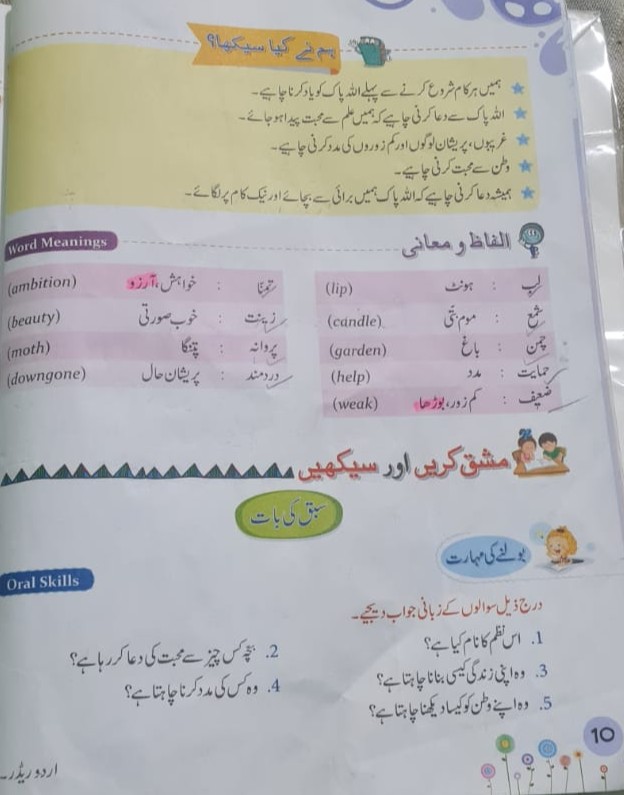 ہم نے کیا سیکھا؟
ہمیں ہر کام شروع کرنے سے پہلے اللہ پاک کو یاد کرنا چاہیے۔
اللہ پاک سے دعا کرنی چاہیے کہ ہمیں علم سے محبت پیدا ہو جائے۔
غریبوں، پریشان لوگوں اور کم زوروں کی مدد کرنی چاہیے۔
وطن سے محبت کرنی چاہیے۔
ہمیشہ دعا کرنی چاہیے کہ اللہ پاک ہمیں برائی سے بچائے اور نیک کام پر لگائے۔
الفاظ و معانی Word Meanings
لب : ہونٹ (lip) تمنّا : خواہش، آرزو (ambition)
شمع : موم بتّی (candle) زینت : خوب صورتی (beauty)
چمن : باغ (garden) پروانہ : پتنگا (moth)
حمایت : مدد (help) دردمند : پریشان حال (downgone)
ضعیف : کم زور، بوڑھا (weak)
مشق کریں اور سیکھیں
سبق کی بات
بولنے کی مہارت
Oral Skills
درج ذیل سوالوں کے زبانی جواب دیجیے۔
1. اس نظم کا نام کیا ہے؟
2. بچّہ کس چیز سے محبت کی دعا کر رہا ہے؟
3. وہ اپنی زندگی کیسی بنانا چاہتا ہے؟
4. وہ کس کی مدد کرنا چاہتا ہے؟
5. وہ اپنے وطن کو کیسا دیکھنا چاہتا ہے؟
10
اردو ریڈر۔